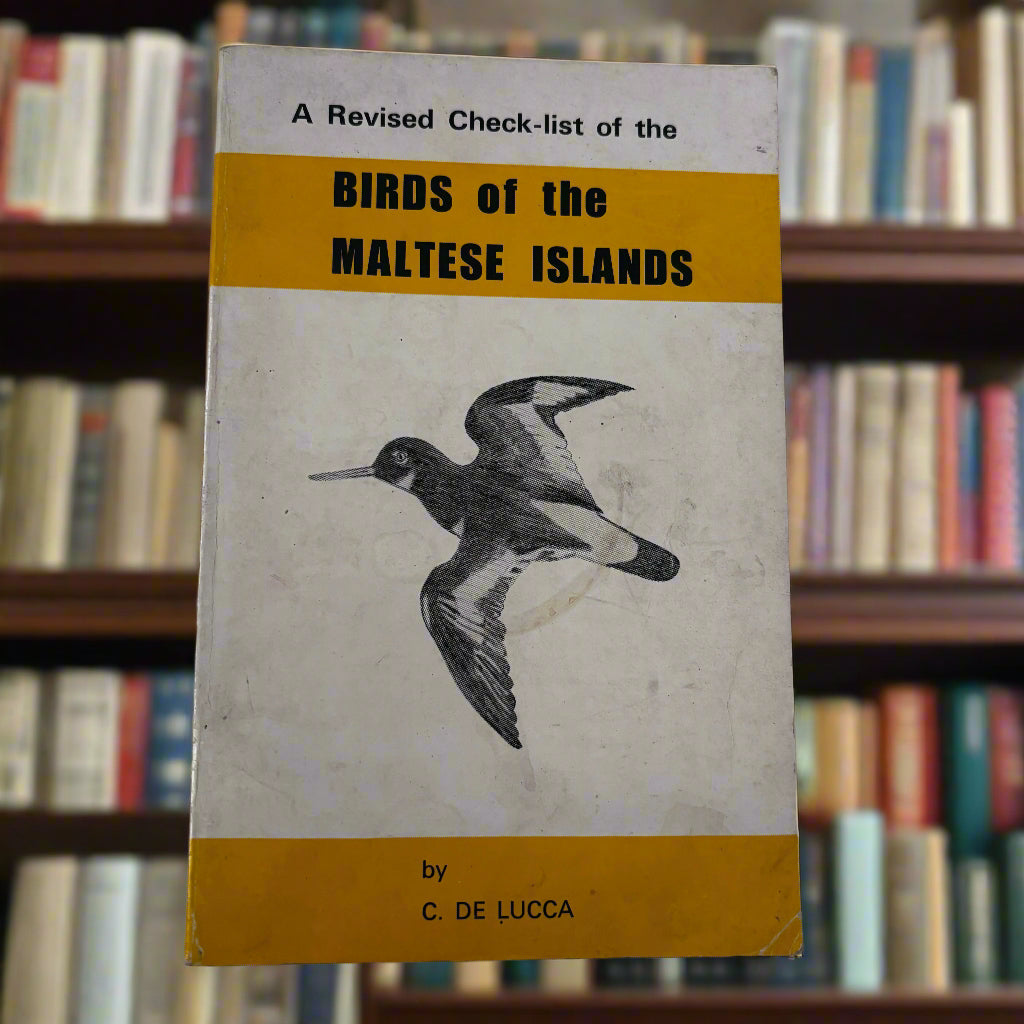 A Revised Check-list of the
BIRDS of the
MALTESE ISLANDS
by
C. DE LUCCA